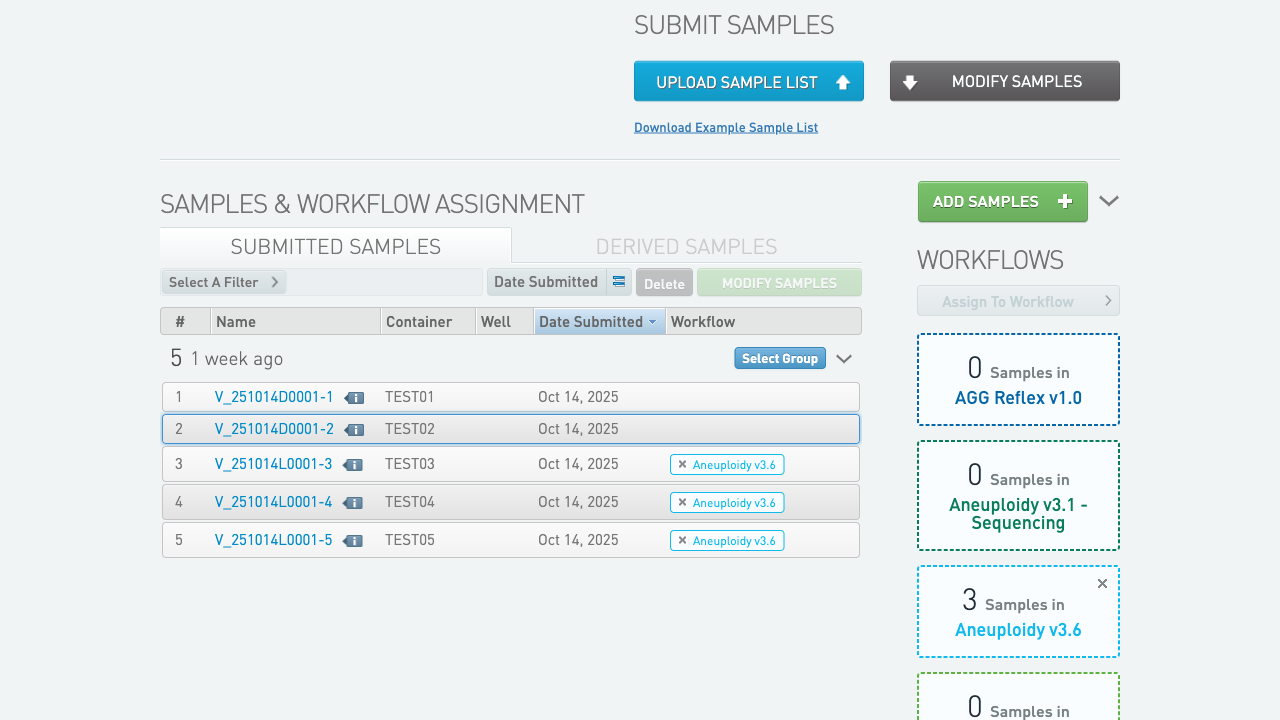 SUBMIT SAMPLES
UPLOAD SAMPLE LIST
MODIFY SAMPLES
Download Example Sample List
SAMPLES & WORKFLOW ASSIGNMENT
ADD SAMPLES
SUBMITTED SAMPLES
DERIVED SAMPLES
WORKFLOWS
Select A Filter
Date Submitted
Delete
MODIFY SAMPLES
Assign To Workflow
# Name Container Well Date Submitted Workflow
5 1 week ago
Select Group
1 V_251014D0001-1 TEST01 Oct 14, 2025
2 V_251014D0001-2 TEST02 Oct 14, 2025
3 V_251014L0001-3 TEST03 Oct 14, 2025 Aneuploidy v3.6
4 V_251014L0001-4 TEST04 Oct 14, 2025 Aneuploidy v3.6
5 V_251014L0001-5 TEST05 Oct 14, 2025 Aneuploidy v3.6
0 Samples in
AGG Reflex v1.0
0 Samples in
Aneuploidy v3.1 -
Sequencing
3 Samples in
Aneuploidy v3.6
0 Samples in